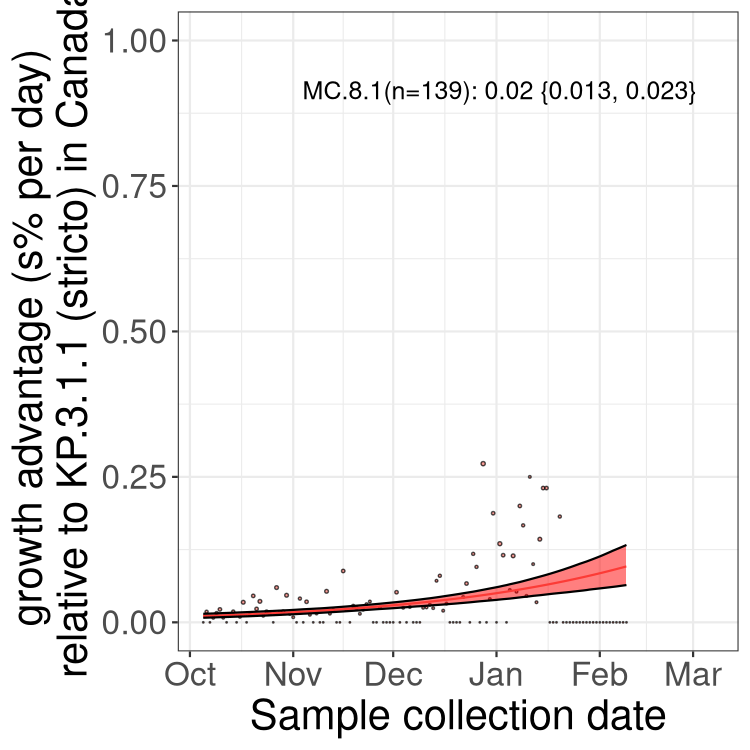 growth advantage (s% per day)
relative to KP.3.1.1 (stricto) in Canada
1.00
0.75
0.50
0.25
0.00
MC.8.1(n=139): 0.02 {0.013, 0.023}
Oct Nov Dec Jan Feb Mar
Sample collection date